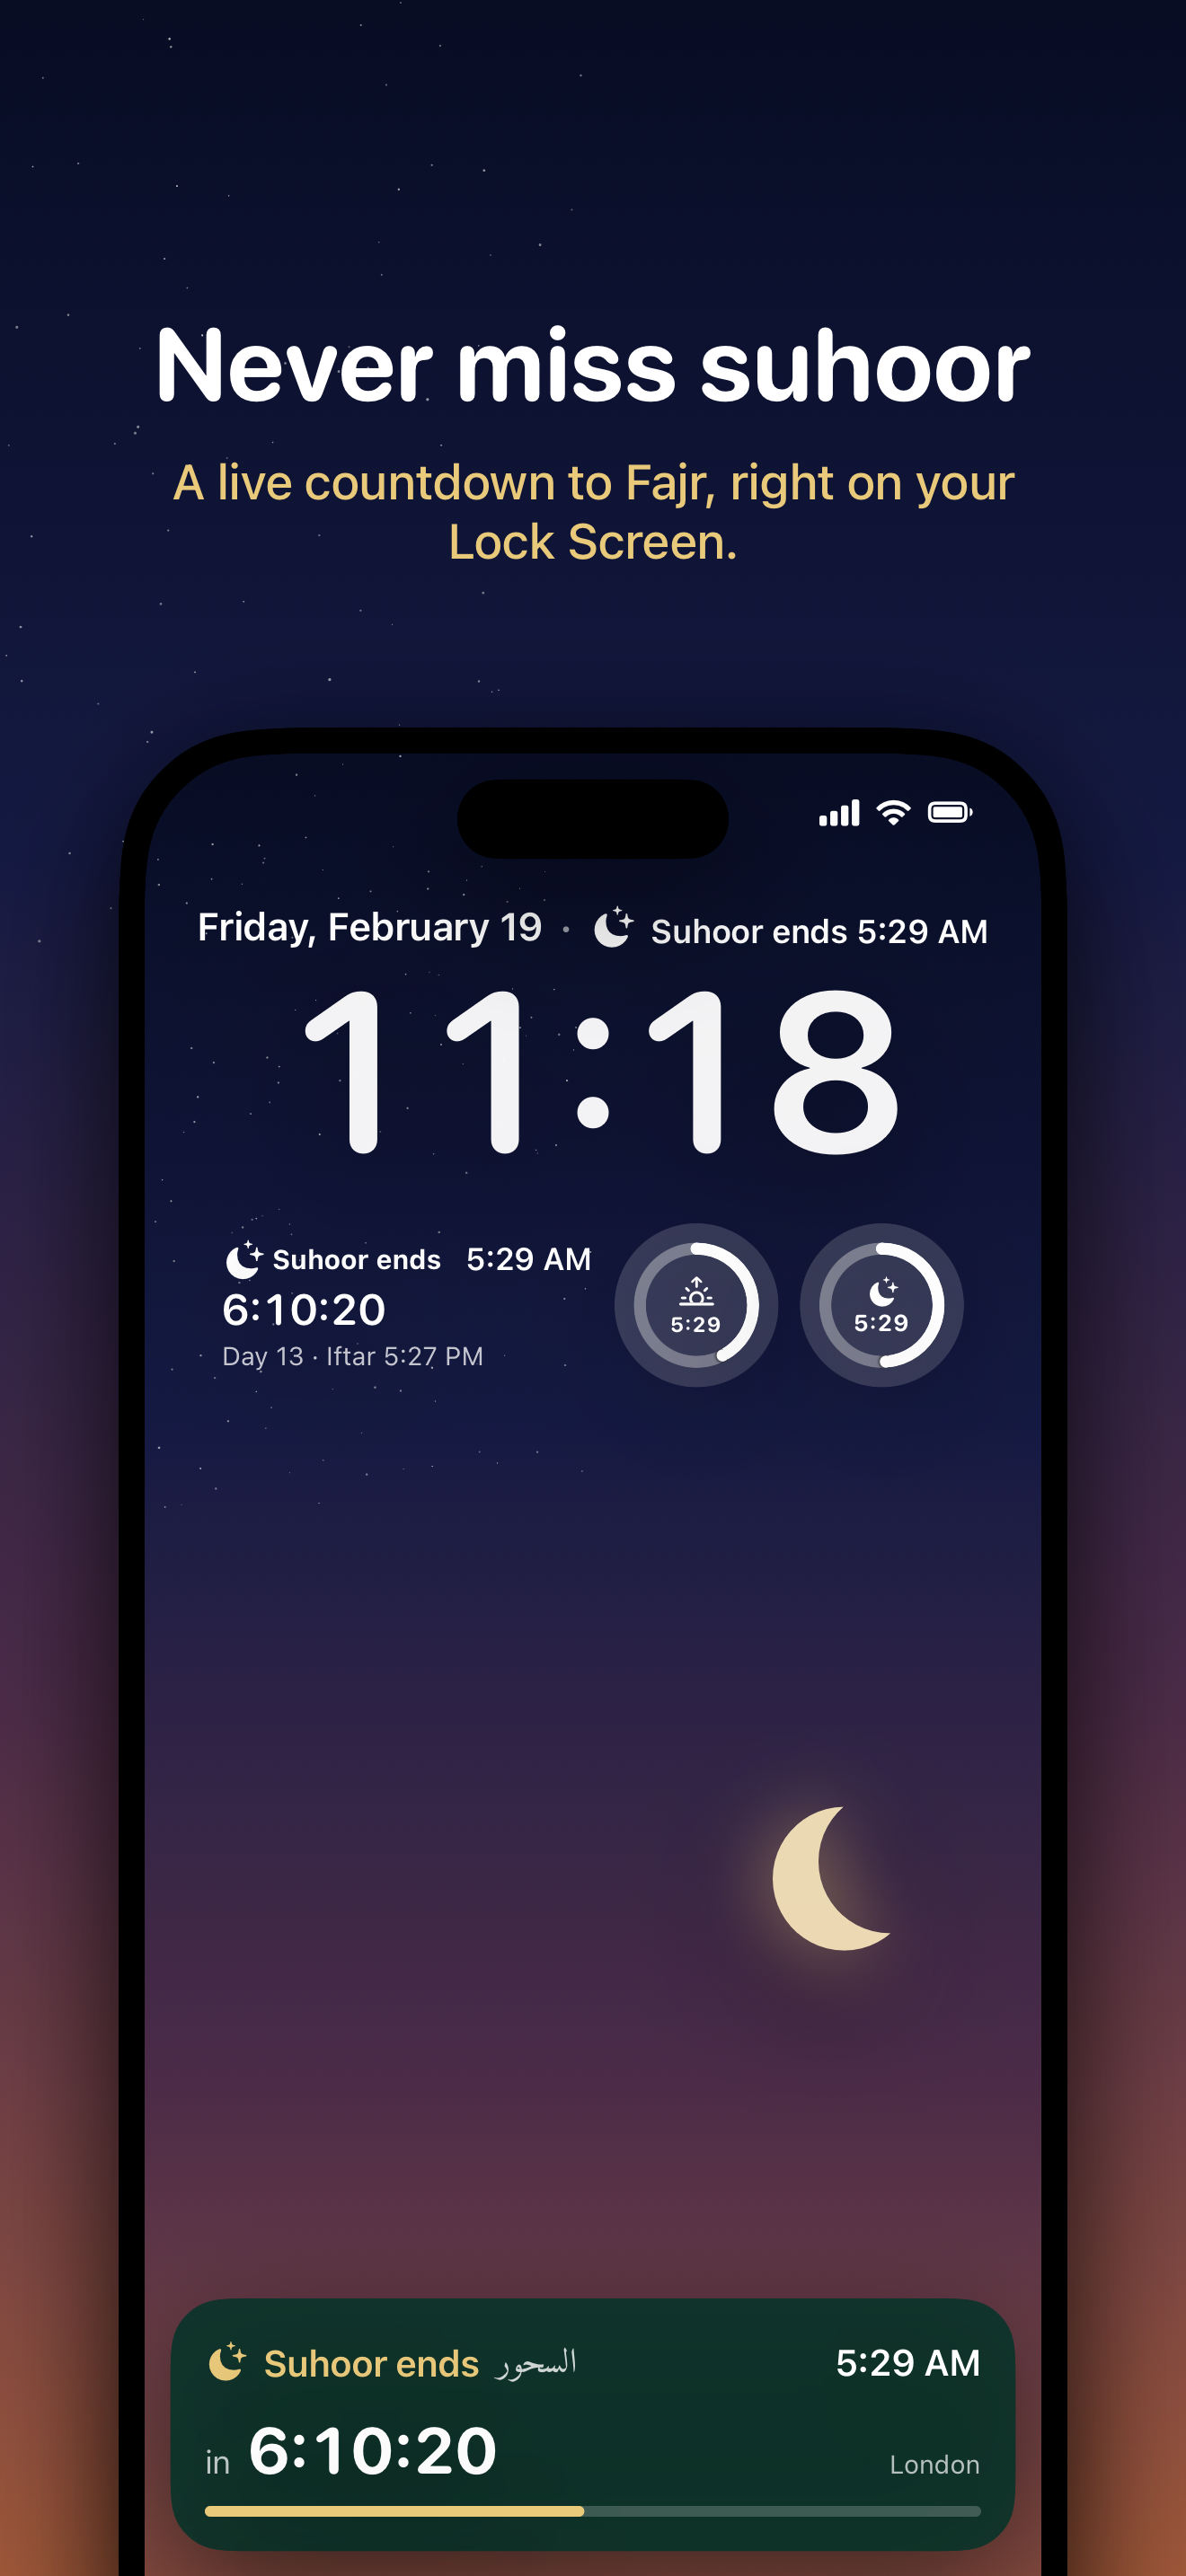 Never miss suhoor
A live countdown to Fajr, right on your
Lock Screen.
Friday, February 19 · Suhoor ends 5:29 AM
11:18
Suhoor ends 5:29 AM
6:10:20
Day 13 · Iftar 5:27 PM
5:29
5:29
Suhoor ends السحور 5:29 AM
in 6:10:20 London